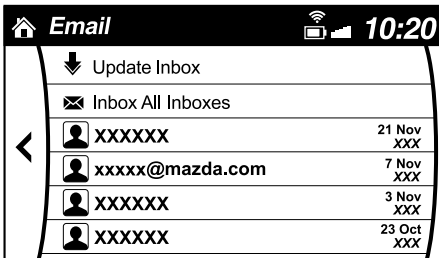 Email 10:20
Update Inbox
Inbox All Inboxes
XXXXXX 21 Nov
XXX
xxxxx@mazda.com 7 Nov
XXX
XXXXXX 3 Nov
XXX
XXXXXX 23 Oct
XXX